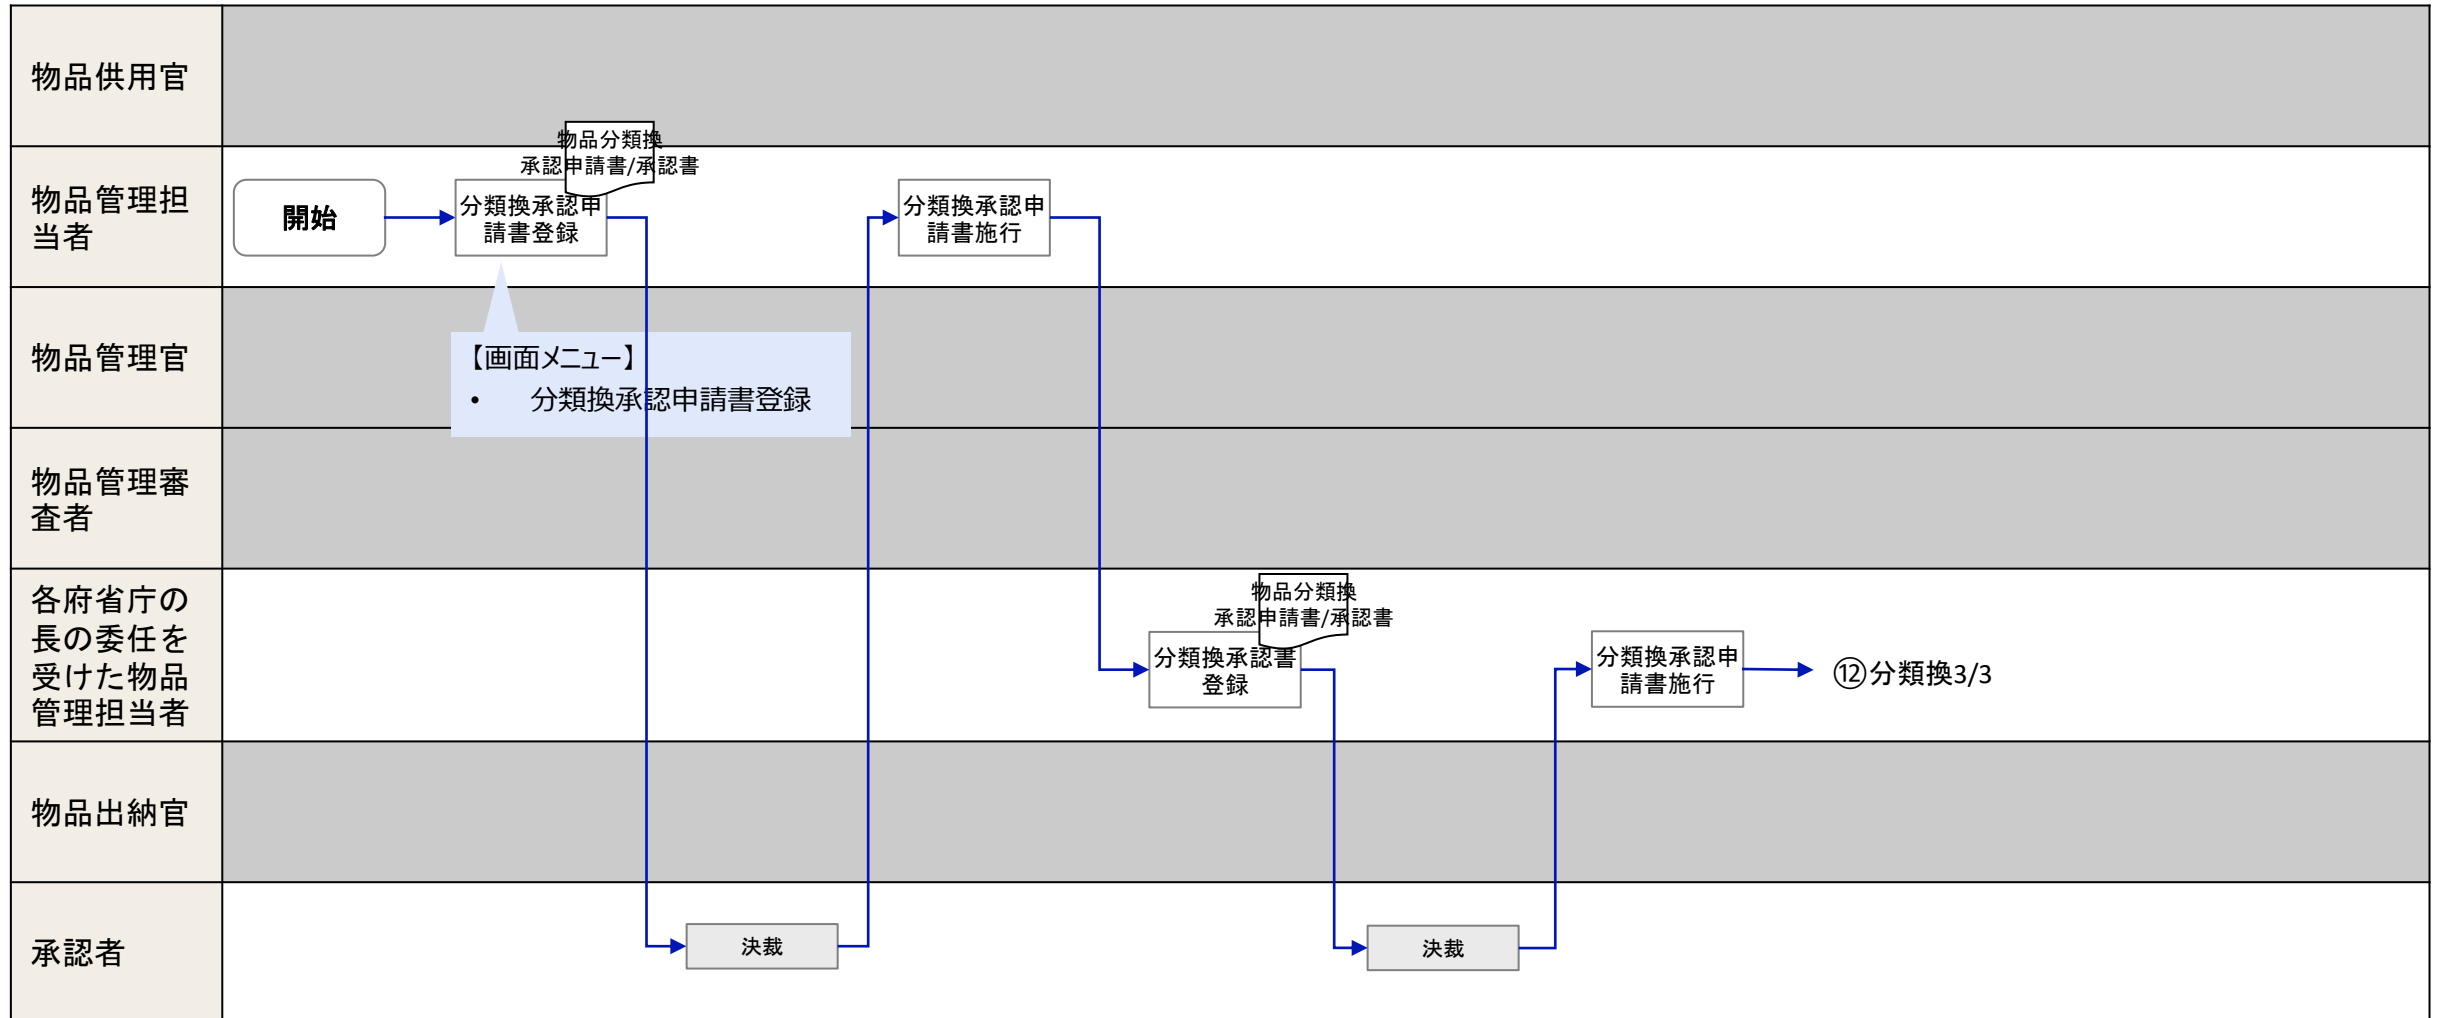 物品供用官
物品分類換
承認申請書/承認書
物品管理担
当者
開始
分類換承認申
請書登録
分類換承認申
請書施行
物品管理官
【画面メニュー】
• 分類換承認申請書登録
物品管理審
査者
各府省庁の
長の委任を
受けた物品
管理担当者
物品分類換
承認申請書/承認書
分類換承認書
登録
分類換承認申
請書施行
⑫分類換3/3
物品出納官
承認者
決裁
決裁